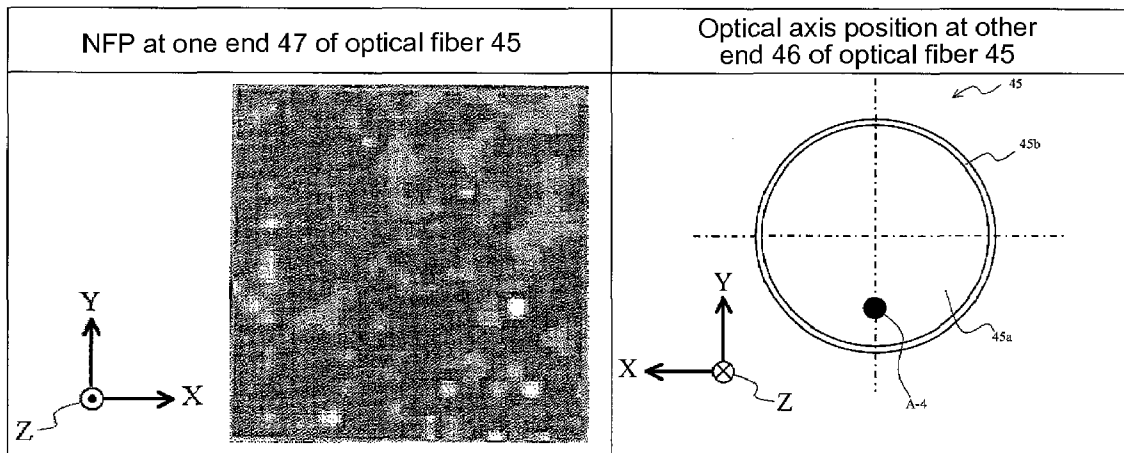 NFP at one end 47 of optical fiber 45
Optical axis position at other
end 46 of optical fiber 45
Y
X
Z
45
45b
45a
A-4
Y
X
Z